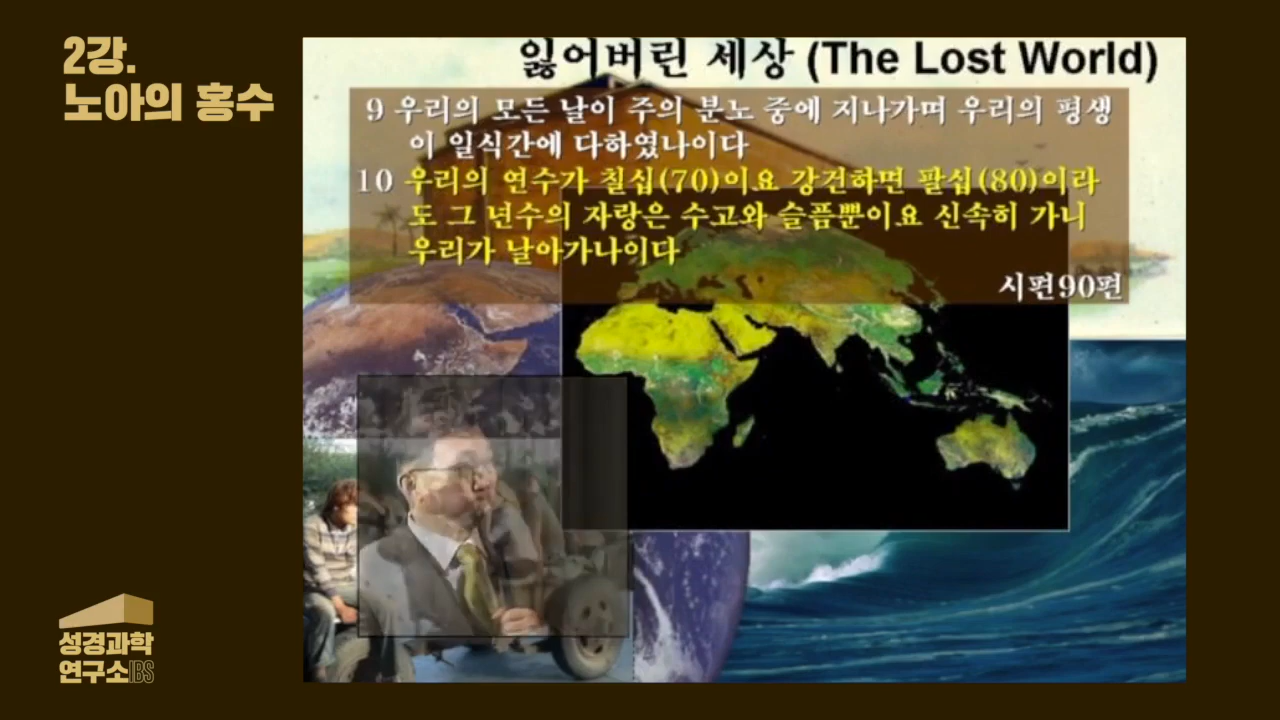 2강.
노아의 홍수
잃어버린 세상 (The Lost World)
9 우리의 모든 날이 주의 분노 중에 지나가며 우리의 평생
이 일식간에 다하였나이다
10 우리의 연수가 칠십(70)이요 강건하면 팔십(80)이라
도 그 년수의 자랑은 수고와 슬픔뿐이요 신속히 가니
우리가 날아가나이다
시편90편
성경과학
연구소IBS